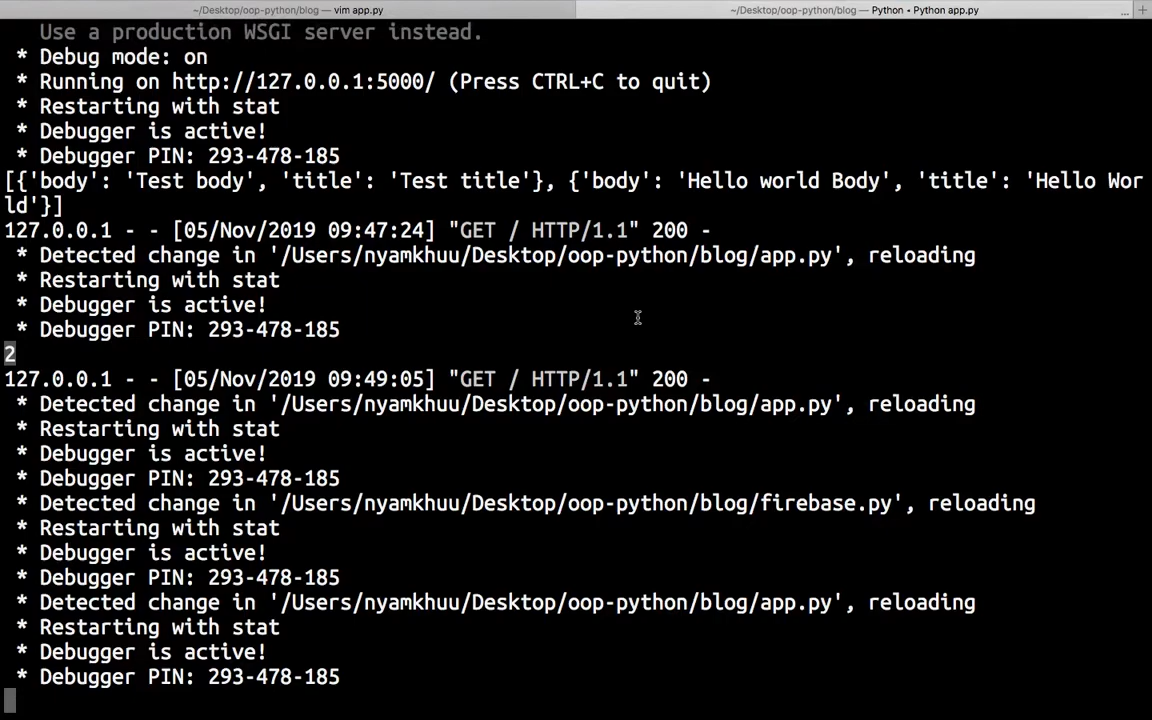 ~/Desktop/oop-python/blog — vim app.py
~/Desktop/oop-python/blog — Python • Python app.py
... +
Use a production WSGI server instead.
* Debug mode: on
* Running on http://127.0.0.1:5000/ (Press CTRL+C to quit)
* Restarting with stat
* Debugger is active!
* Debugger PIN: 293-478-185
[{'body': 'Test body', 'title': 'Test title'}, {'body': 'Hello world Body', 'title': 'Hello Wor
ld'}]
127.0.0.1 - - [05/Nov/2019 09:47:24] "GET / HTTP/1.1" 200 -
* Detected change in '/Users/nyamkhuu/Desktop/oop-python/blog/app.py', reloading
* Restarting with stat
* Debugger is active!
* Debugger PIN: 293-478-185
2
127.0.0.1 - - [05/Nov/2019 09:49:05] "GET / HTTP/1.1" 200 -
* Detected change in '/Users/nyamkhuu/Desktop/oop-python/blog/app.py', reloading
* Restarting with stat
* Debugger is active!
* Debugger PIN: 293-478-185
* Detected change in '/Users/nyamkhuu/Desktop/oop-python/blog/firebase.py', reloading
* Restarting with stat
* Debugger is active!
* Debugger PIN: 293-478-185
* Detected change in '/Users/nyamkhuu/Desktop/oop-python/blog/app.py', reloading
* Restarting with stat
* Debugger is active!
* Debugger PIN: 293-478-185